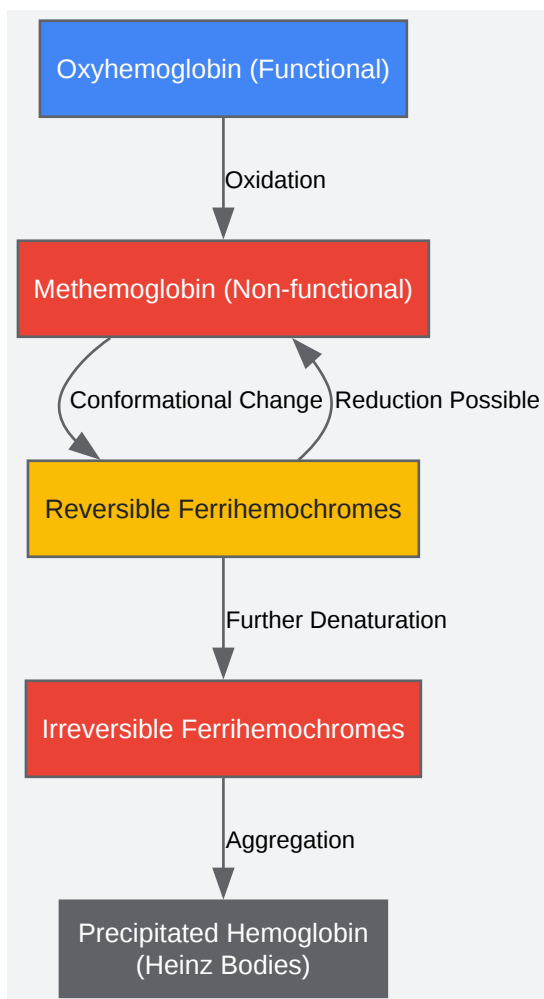 Oxyhemoglobin (Functional)
Oxidation
Methemoglobin (Non-functional)
Conformational Change
Reduction Possible
Reversible Ferrihemochromes
Further Denaturation
Irreversible Ferrihemochromes
Aggregation
Precipitated Hemoglobin
(Heinz Bodies)